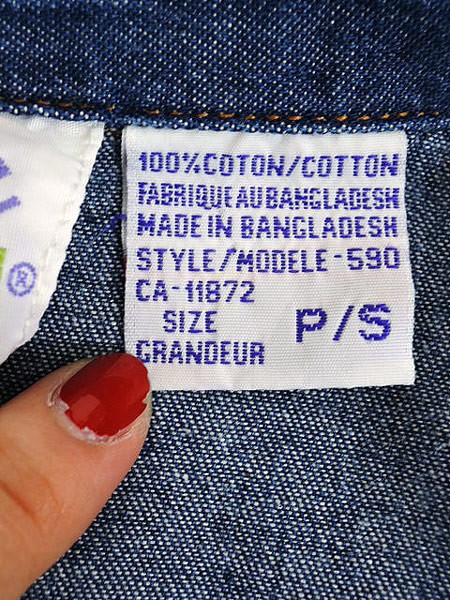 100%COTON/COTTON
FABRIQUE AU BANGLADESH
MADE IN BANGLADESH
STYLE/MODELE-590
CA-11872
SIZE
P/S
GRANDEUR
®